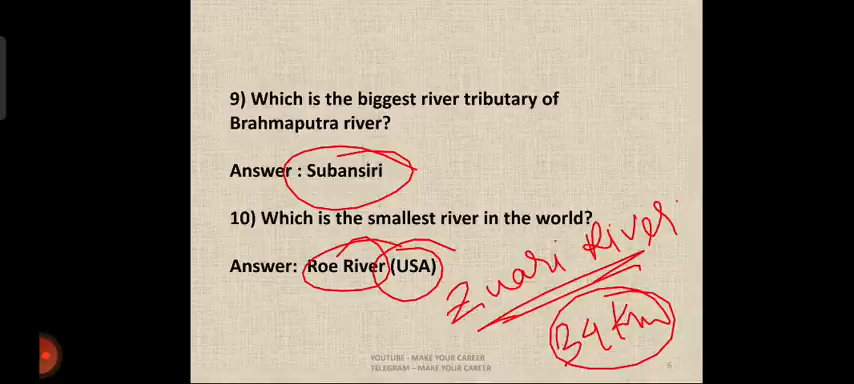 9) Which is the biggest river tributary of
Brahmaputra river?
Answer : Subansiri
10) Which is the smallest river in the world?
Answer: Roe River (USA)
Zuari River
34 Km
YOUTUBE - MAKE YOUR CAREER
TELEGRAM – MAKE YOUR CAREER
6